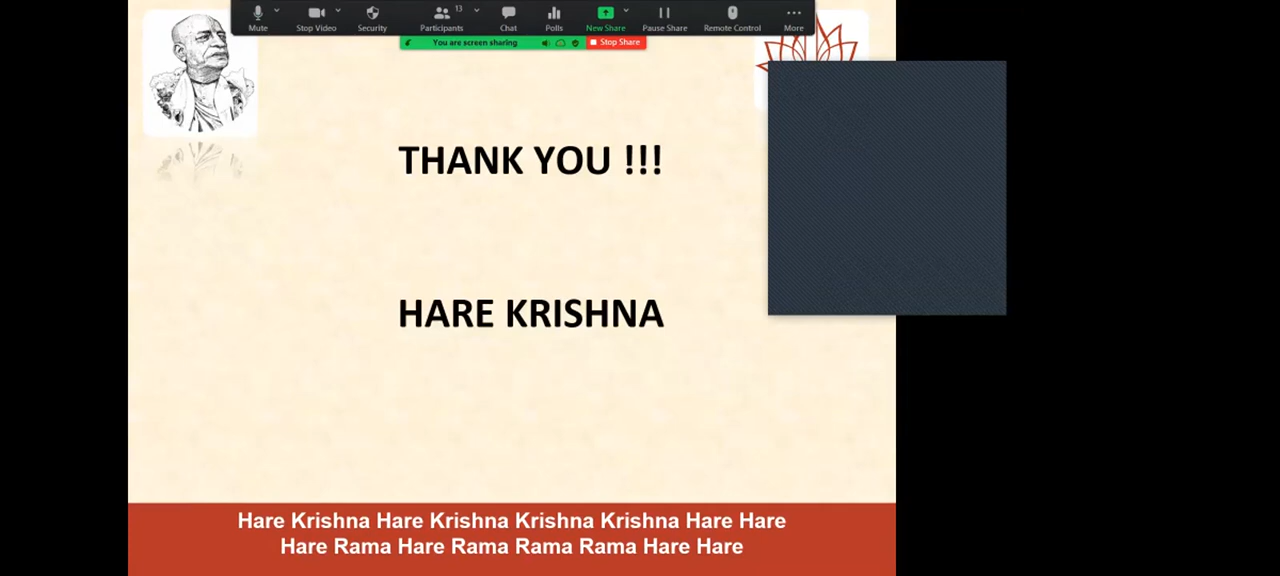 13
Mute
Stop Video
Security
Participants
Chat
Polls
New Share
Pause Share
Remote Control
More
You are screen sharing
Stop Share
THANK YOU !!!
HARE KRISHNA
Hare Krishna Hare Krishna Krishna Krishna Hare Hare
Hare Rama Hare Rama Rama Rama Hare Hare